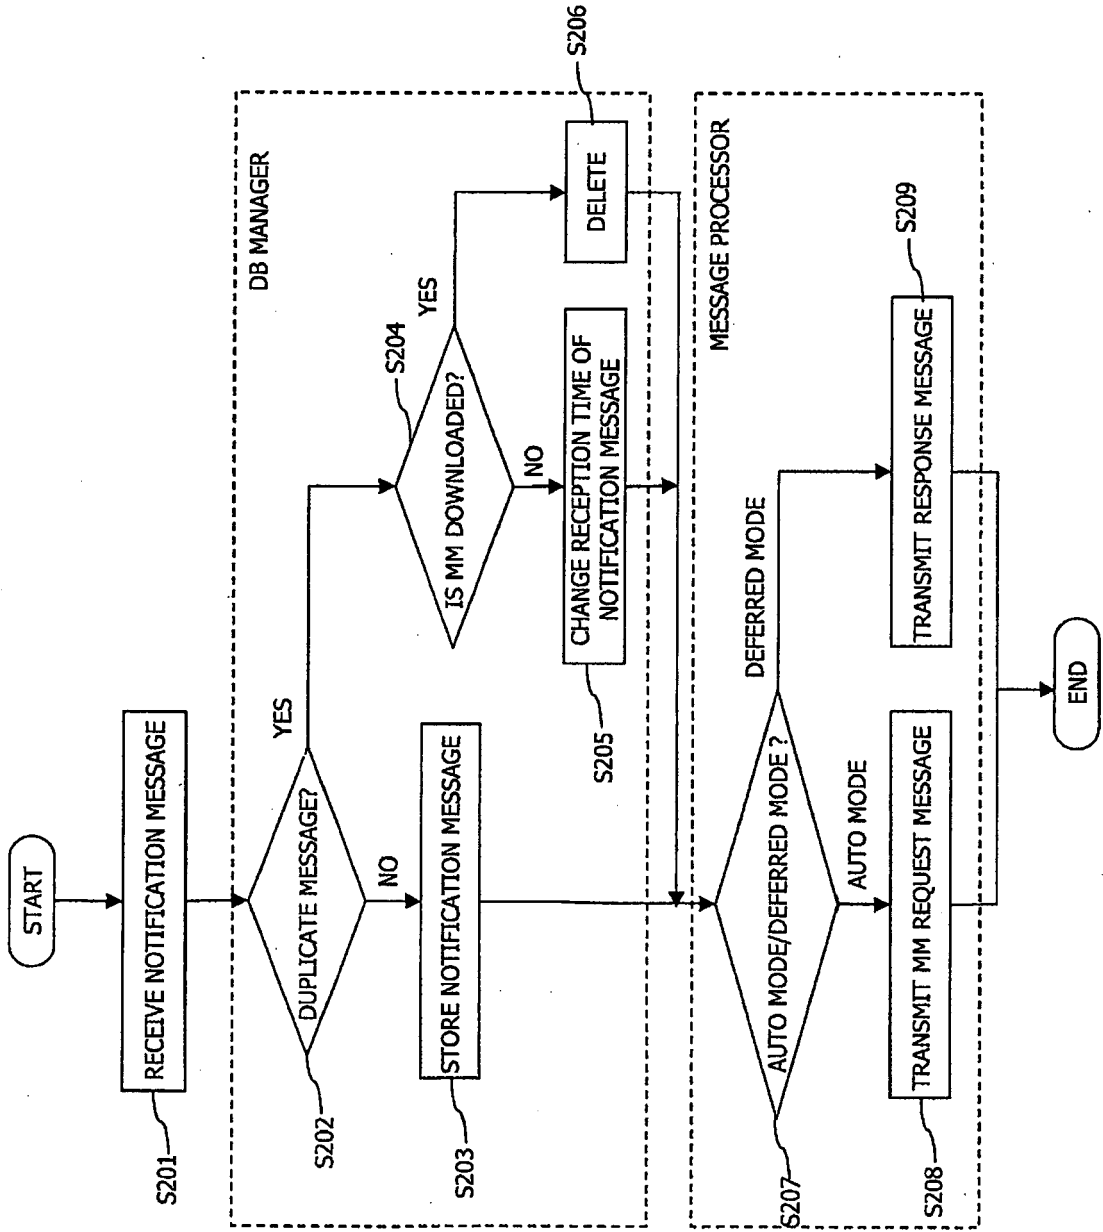 START
RECEIVE NOTIFICATION MESSAGE
S201
DB MANAGER
DUPLICATE MESSAGE?
S202
YES
NO
STORE NOTIFICATION MESSAGE
S203
IS MM DOWNLOADED?
S204
YES
NO
CHANGE RECEPTION TIME OF
NOTIFICATION MESSAGE
S205
DELETE
S206
MESSAGE PROCESSOR
AUTO MODE/DEFERRED MODE ?
S207
DEFERRED MODE
AUTO MODE
TRANSMIT MM REQUEST MESSAGE
S208
TRANSMIT RESPONSE MESSAGE
S209
END